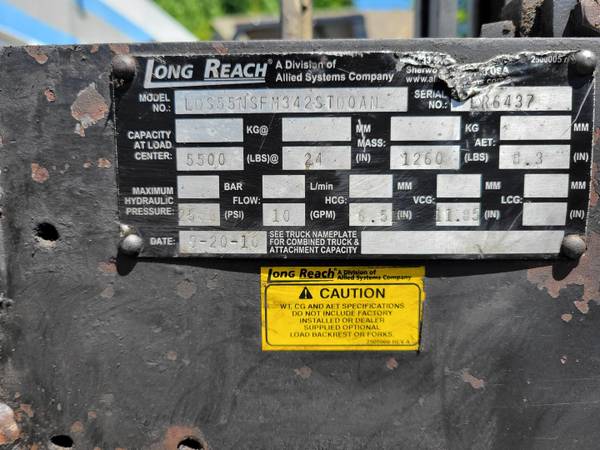 LONG REACH® A Division of
Allied Systems Company
2500005
MODEL NO.: SERIAL NO.: LR6437
CAPACITY AT LOAD CENTER: KG@ MM MASS: KG AET: MM
5500 (LBS)@ 24 (IN) 1260 (LBS) (IN)
MAXIMUM HYDRAULIC PRESSURE: BAR FLOW: L/min HCG: MM VCG: MM LCG: MM
(PSI) 10 (GPM) 6.5 (IN) 11.85 (IN) (IN)
DATE: SEE TRUCK NAMEPLATE
FOR COMBINED TRUCK &
ATTACHMENT CAPACITY
LONG REACH® A Division of
Allied Systems Company
CAUTION
WT, CG AND AET SPECIFICATIONS
DO NOT INCLUDE FACTORY
INSTALLED OR DEALER
SUPPLIED OPTIONAL
LOAD BACKREST OR FORKS.